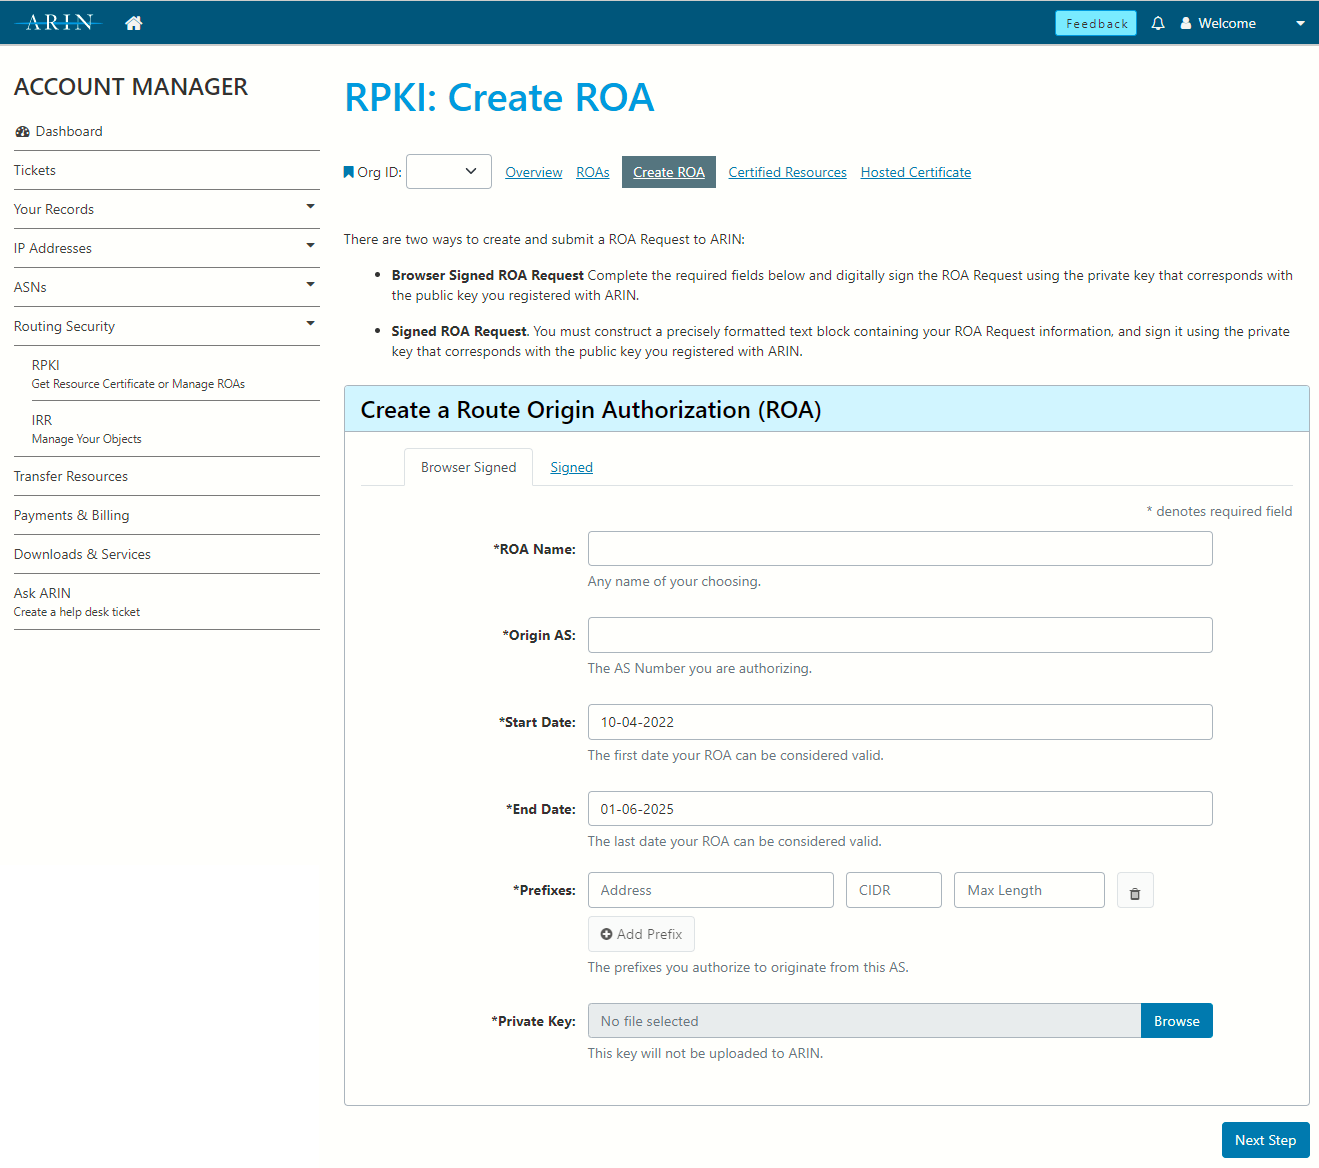 ARIN
Feedback
Welcome
ACCOUNT MANAGER
Dashboard
Tickets
Your Records
IP Addresses
ASNs
Routing Security
RPKI
Get Resource Certificate or Manage ROAs
IRR
Manage Your Objects
Transfer Resources
Payments & Billing
Downloads & Services
Ask ARIN
Create a help desk ticket
RPKI: Create ROA
Org ID: Overview ROAs Create ROA Certified Resources Hosted Certificate
There are two ways to create and submit a ROA Request to ARIN:
• Browser Signed ROA Request Complete the required fields below and digitally sign the ROA Request using the private key that corresponds with
the public key you registered with ARIN.
• Signed ROA Request. You must construct a precisely formatted text block containing your ROA Request information, and sign it using the private
key that corresponds with the public key you registered with ARIN.
Create a Route Origin Authorization (ROA)
Browser Signed Signed
* denotes required field
*ROA Name:
Any name of your choosing.
*Origin AS:
The AS Number you are authorizing.
*Start Date: 10-04-2022
The first date your ROA can be considered valid.
*End Date: 01-06-2025
The last date your ROA can be considered valid.
*Prefixes: Address CIDR Max Length
Add Prefix
The prefixes you authorize to originate from this AS.
*Private Key: No file selected Browse
This key will not be uploaded to ARIN.
Next Step